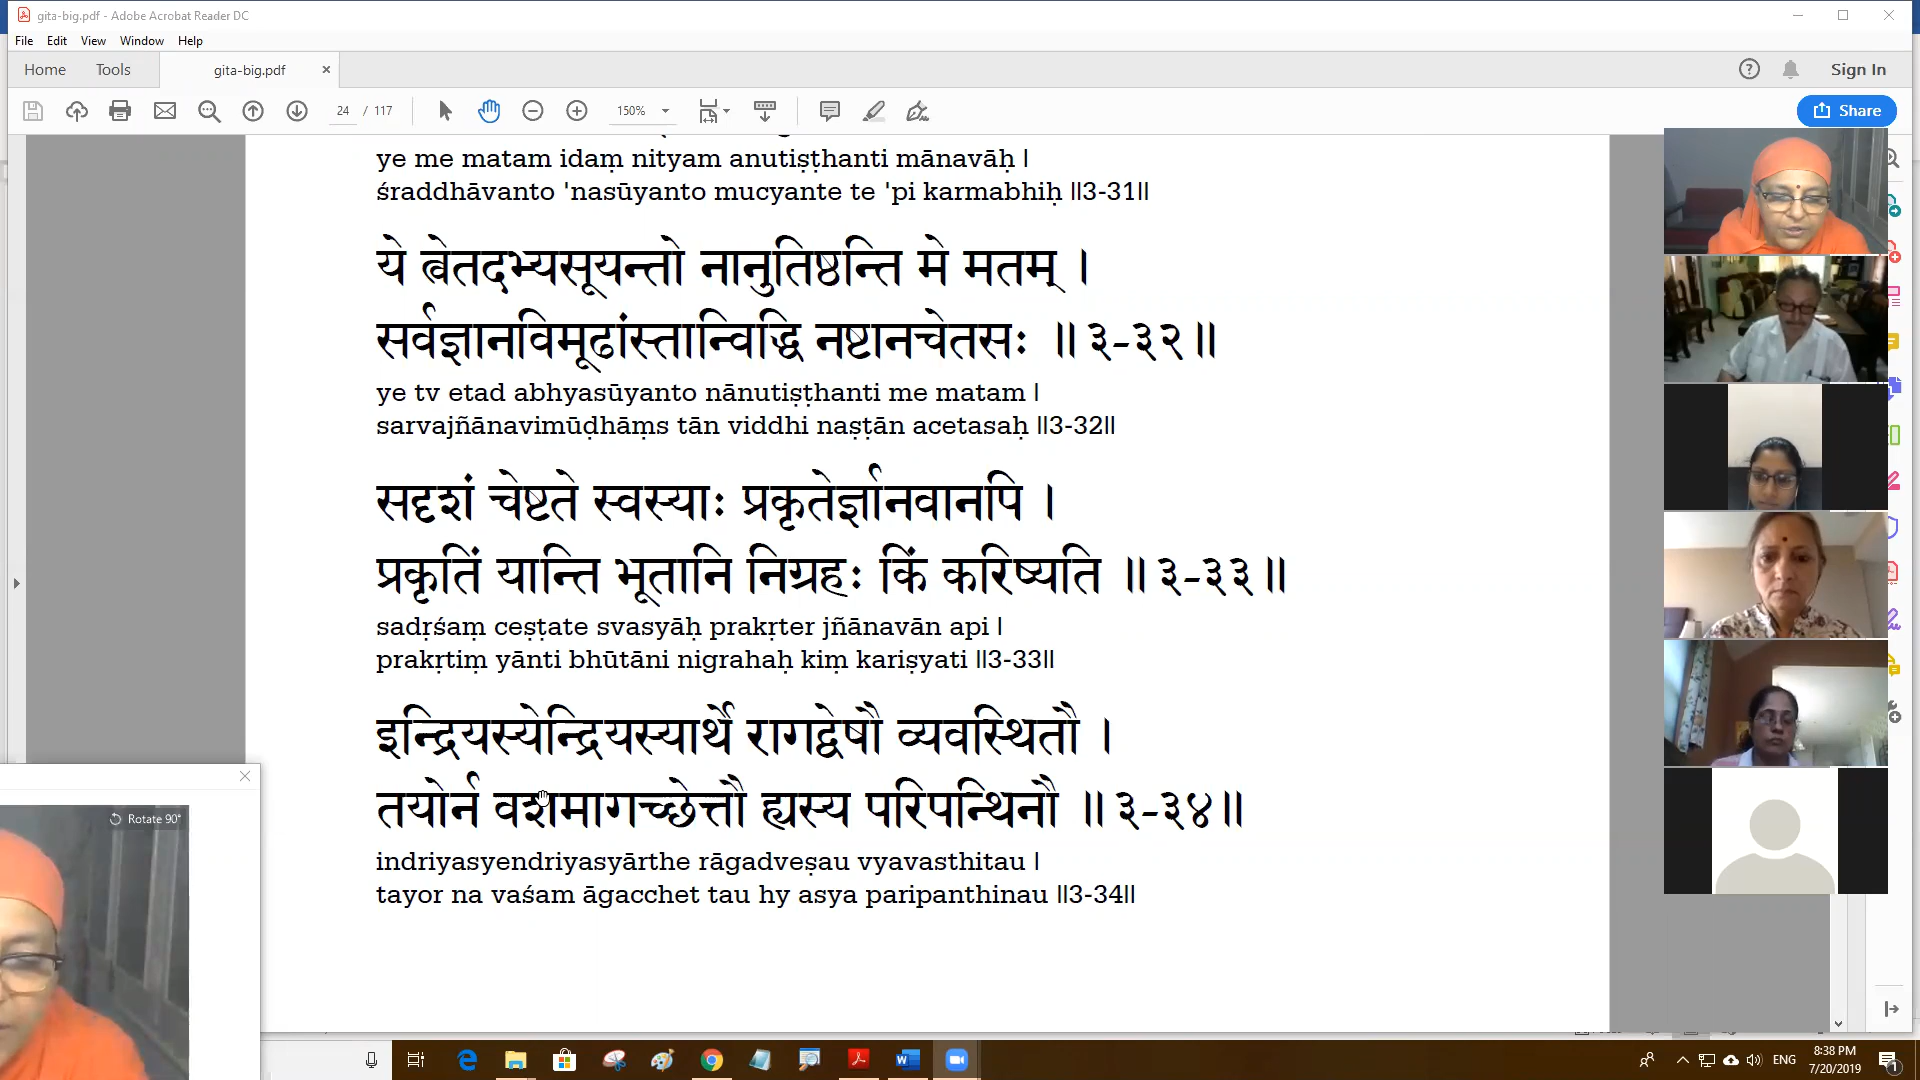 gita-big.pdf - Adobe Acrobat Reader DC
File Edit View Window Help
Home Tools gita-big.pdf × Sign In
24 / 117 150% Share
ye me matam idaṃ nityam anutiṣṭhanti mānavāḥ |
śraddhāvanto 'nasūyanto mucyante te 'pi karmabhiḥ ||3-31||
ये त्वेतदभ्यसूयन्तो नानुतिष्ठन्ति मे मतम् ।
सर्वज्ञानविमूढांस्तान्विद्धि नष्टानचेतसः ॥३-३२॥
ye tv etad abhyasūyanto nānutiṣṭhanti me matam |
sarvajñānavimūḍhāṃs tān viddhi naṣṭān acetasaḥ ||3-32||
सदृशं चेष्टते स्वस्याः प्रकृतेर्ज्ञानवानपि ।
प्रकृतिं यान्ति भूतानि निग्रहः किं करिष्यति ॥३-३३॥
sadṛśaṃ ceṣṭate svasyāḥ prakṛter jñānavān api |
prakṛtiṃ yānti bhūtāni nigrahaḥ kiṃ kariṣyati ||3-33||
इन्द्रियस्येन्द्रियस्यार्थे रागद्वेषौ व्यवस्थितौ ।
तयोर्न वशमागच्छेत्तौ ह्यस्य परिपन्थिनौ ॥३-३४॥
indriyasyendriyasyārthe rāgadveṣau vyavasthitau |
tayor na vaśam āgacchet tau hy asya paripanthinau ||3-34||
Rotate 90°
ENG
8:38 PM
7/20/2019
1